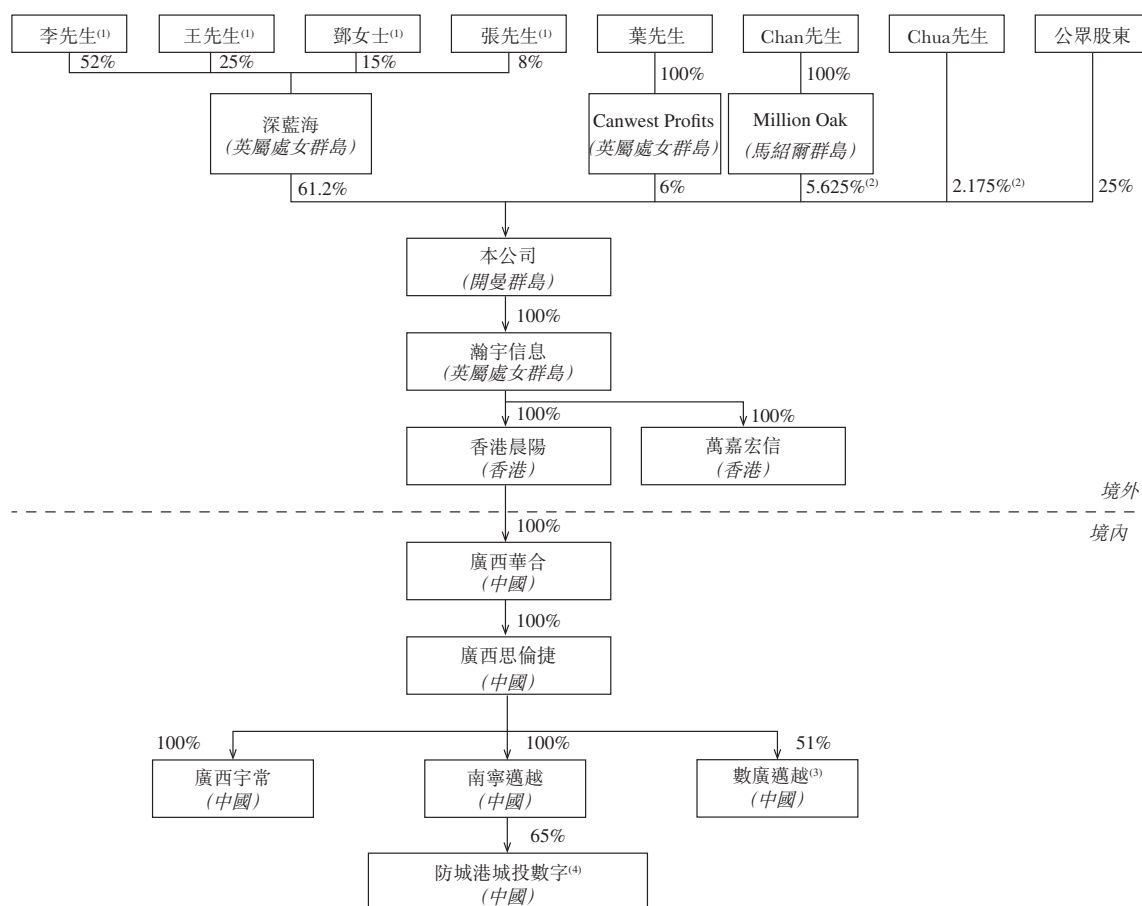 李先生(1)
王先生(1)
鄧女士(1)
張先生(1)
葉先生
Chan先生
Chua先生
公眾股東
52%
25%
15%
8%
100%
100%
深藍海
(英屬處女群島)
Canwest Profits
(英屬處女群島)
Million Oak
(馬紹爾群島)
61.2%
6%
5.625%(2)
2.175%(2)
25%
本公司
(開曼群島)
100%
瀚宇信息
(英屬處女群島)
100%
100%
香港晨陽
(香港)
萬嘉宏信
(香港)
境外
境內
100%
廣西華合
(中國)
100%
廣西思倫捷
(中國)
100%
100%
51%
廣西宇常
(中國)
南寧邁越
(中國)
數廣邁越(3)
(中國)
65%
防城港城投數字(4)
(中國)